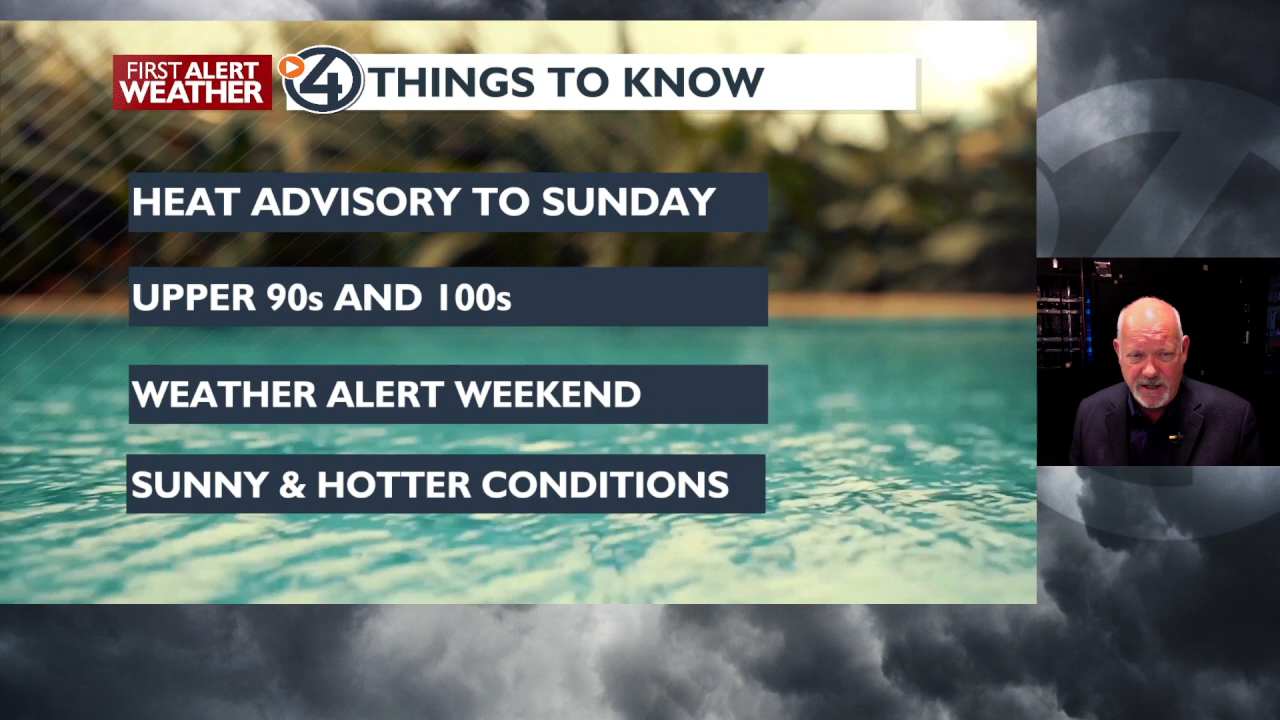 FIRST ALERT
WEATHER
4 THINGS TO KNOW
HEAT ADVISORY TO SUNDAY
UPPER 90s AND 100s
WEATHER ALERT WEEKEND
SUNNY & HOTTER CONDITIONS